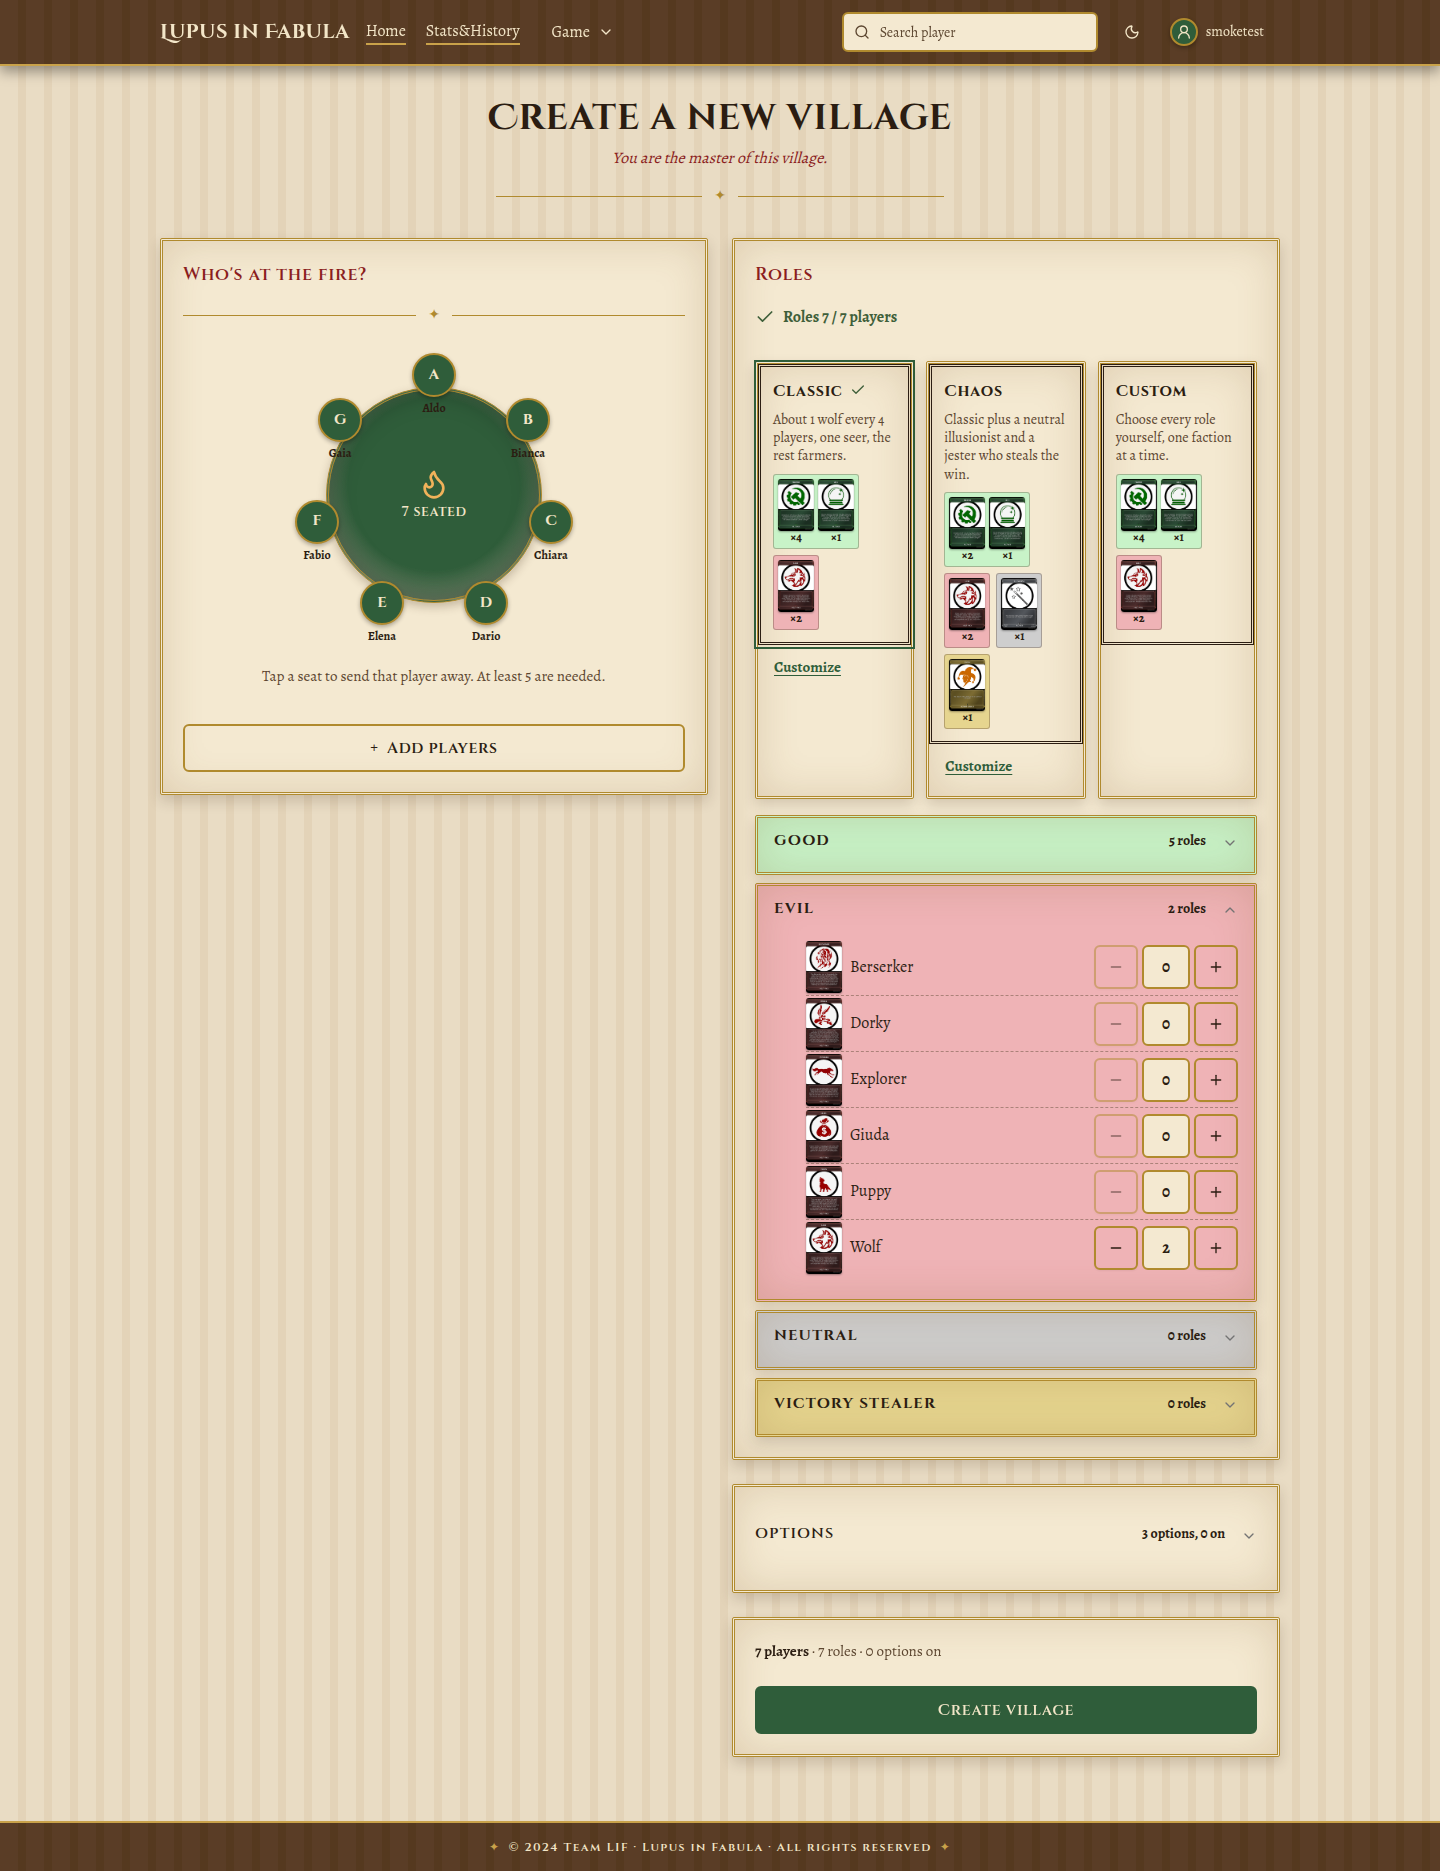 Lupus in Fabula Home Stats&History Game Search player smoketest
Create a new village
You are the master of this village.
Who's at the fire?
A
Aldo
G
Gaia
B
Bianca
7 seated
F
Fabio
C
Chiara
E
Elena
D
Dario
Tap a seat to send that player away. At least 5 are needed.
+ Add players
Roles
Roles 7 / 7 players
Classic
About 1 wolf every 4
players, one seer, the
rest farmers.
×4 ×1
×2
Customize
Chaos
Classic plus a neutral
illusionist and a
jester who steals the
win.
×2 ×1
×2 ×1
×1
Customize
Custom
Choose every role
yourself, one faction
at a time.
×4 ×1
×2
Good 5 roles
Evil 2 roles
Berserker − 0 +
Dorky − 0 +
Explorer − 0 +
Giuda − 0 +
Puppy − 0 +
Wolf − 2 +
Neutral 0 roles
Victory stealer 0 roles
Options 3 options, 0 on
7 players · 7 roles · 0 options on
Create village
© 2024 Team LIF · Lupus in Fabula · All rights reserved